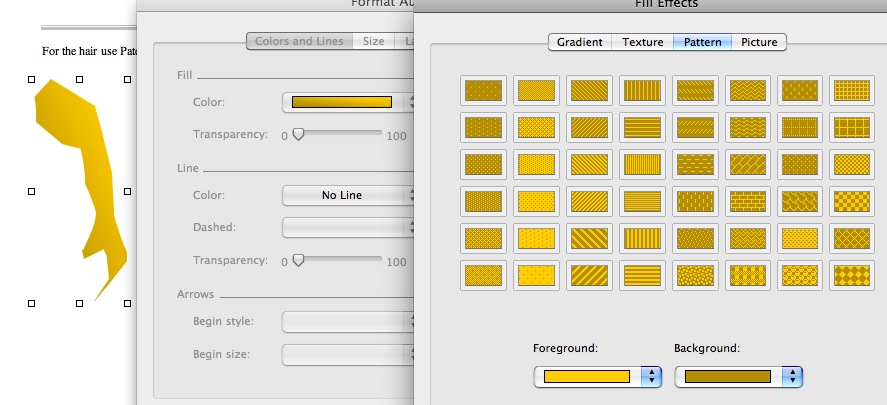 Format Au
Fill Effects
For the hair use Pate
Colors and Lines Size La
Gradient Texture Pattern Picture
Fill
Color:
Transparency: 0 100
Line
Color: No Line
Dashed:
Transparency: 0 100
Arrows
Begin style:
Begin size:
Foreground: Background: